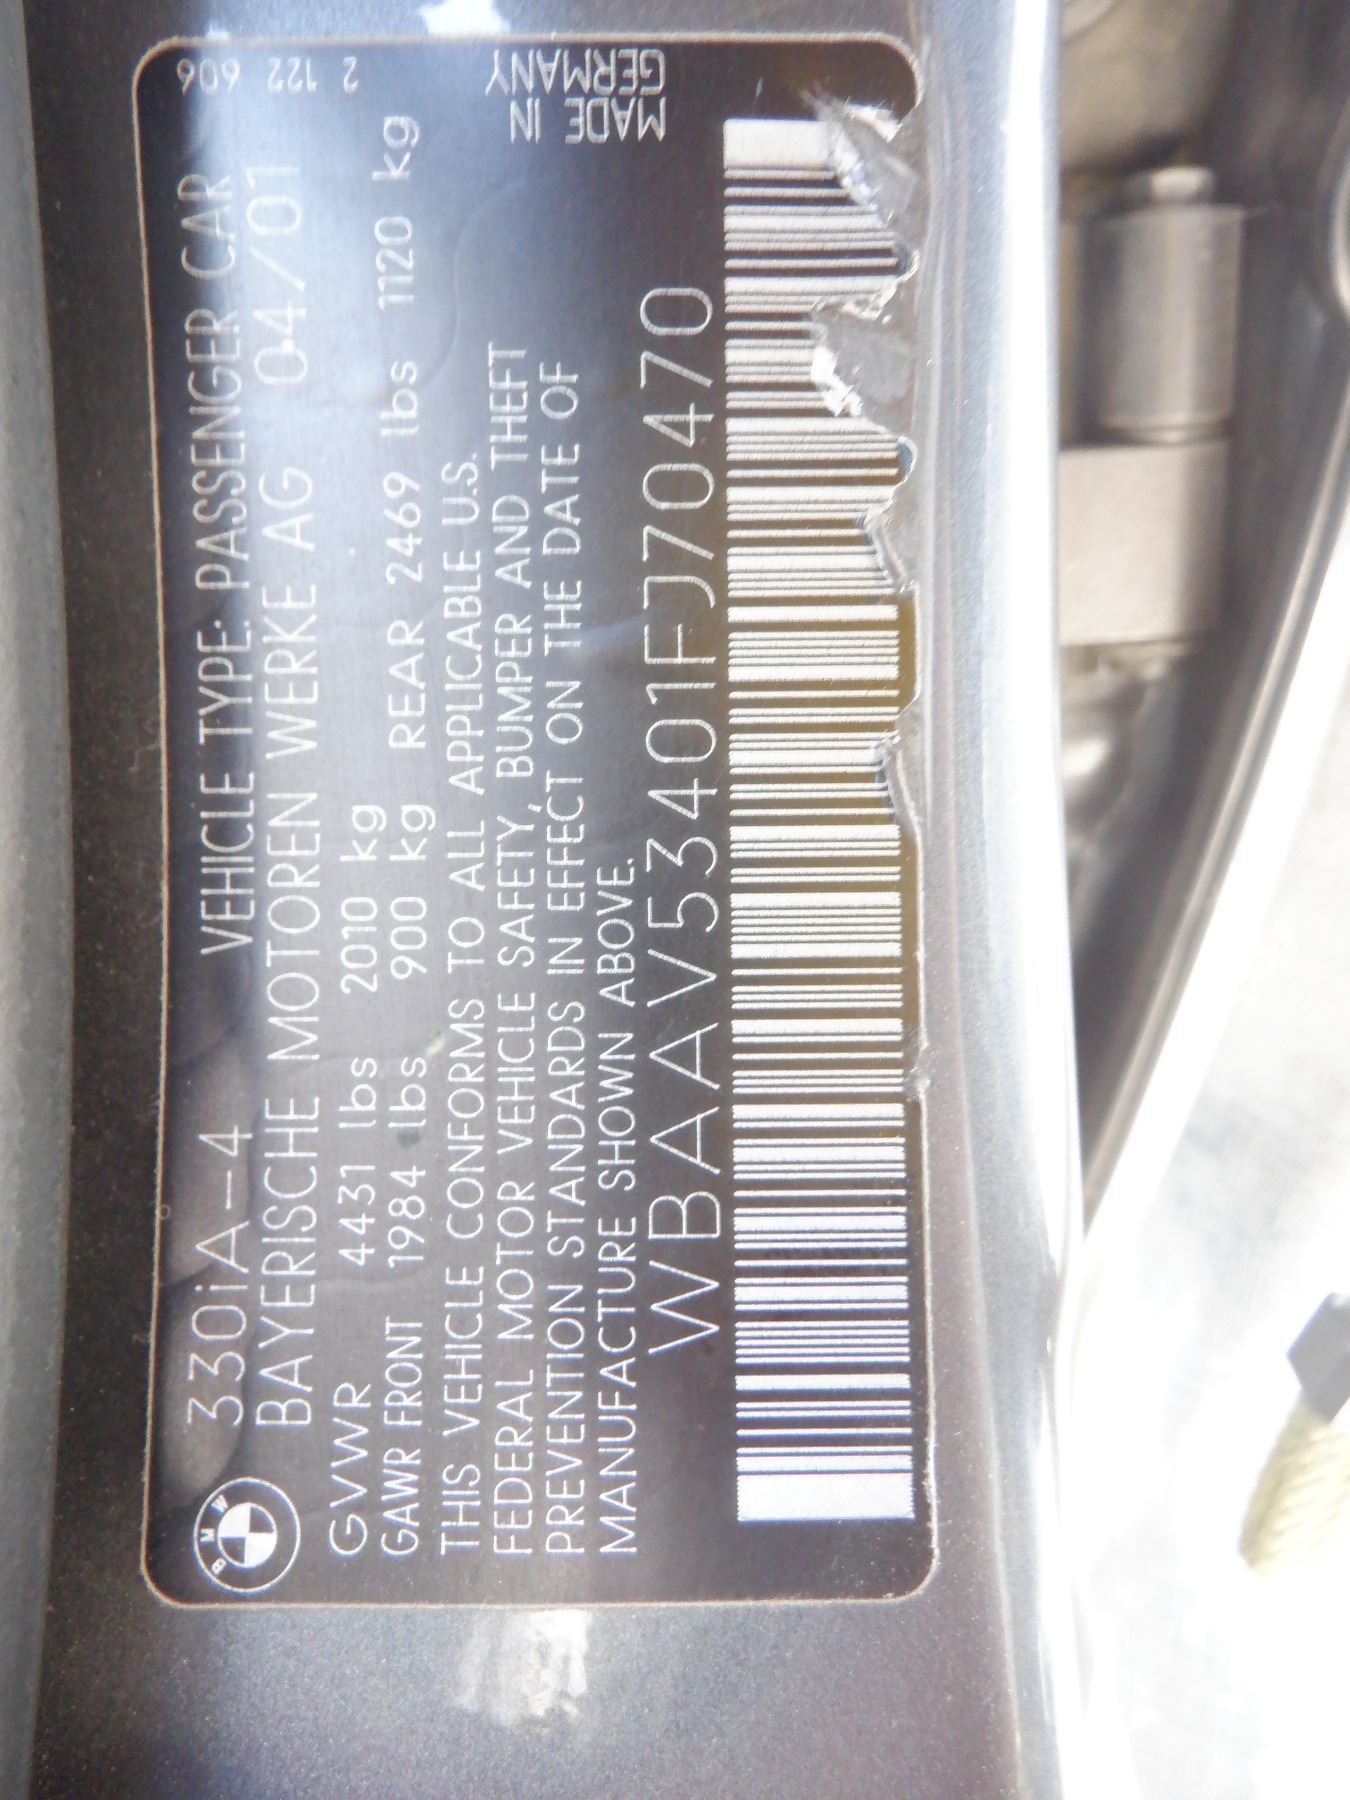 330iA-4 VEHICLE TYPE: PASSENGER CAR
BAYERISCHE MOTOREN WERKE AG 04/01
GVWR 4431 lbs 2010 kg
GAWR FRONT 1984 lbs 900 kg REAR 2469 lbs 1120 kg
THIS VEHICLE CONFORMS TO ALL APPLICABLE U.S.
FEDERAL MOTOR VEHICLE SAFETY, BUMPER AND THEFT
PREVENTION STANDARDS IN EFFECT ON THE DATE OF
MANUFACTURE SHOWN ABOVE.
WBAAV53401FJ70470
MADE IN
GERMANY
2 122 606
BMW